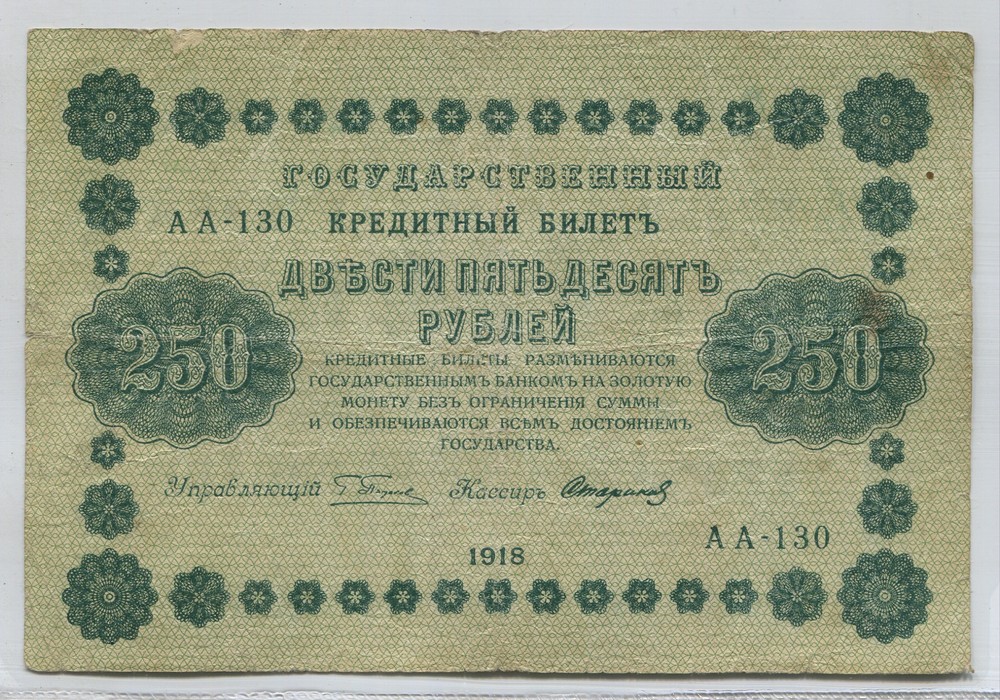 ГОСУДАРСТВЕННЫЙ
АА-130 КРЕДИТНЫЙ БИЛЕТЪ
ДВѢСТИ ПЯТЬДЕСЯТЪ
РУБЛЕЙ
250 250
КРЕДИТНЫЕ БИЛЕТЫ РАЗМѢНИВАЮТСЯ
ГОСУДАРСТВЕННЫМЪ БАНКОМЪ НА ЗОЛОТУЮ
МОНЕТУ БЕЗЪ ОГРАНИЧЕНІЯ СУММЫ
И ОБЕЗПЕЧИВАЮТСЯ ВСѢМЪ ДОСТОЯНІЕМЪ
ГОСУДАРСТВА.
Управляющій Кассиръ Стариков
АА-130
1918